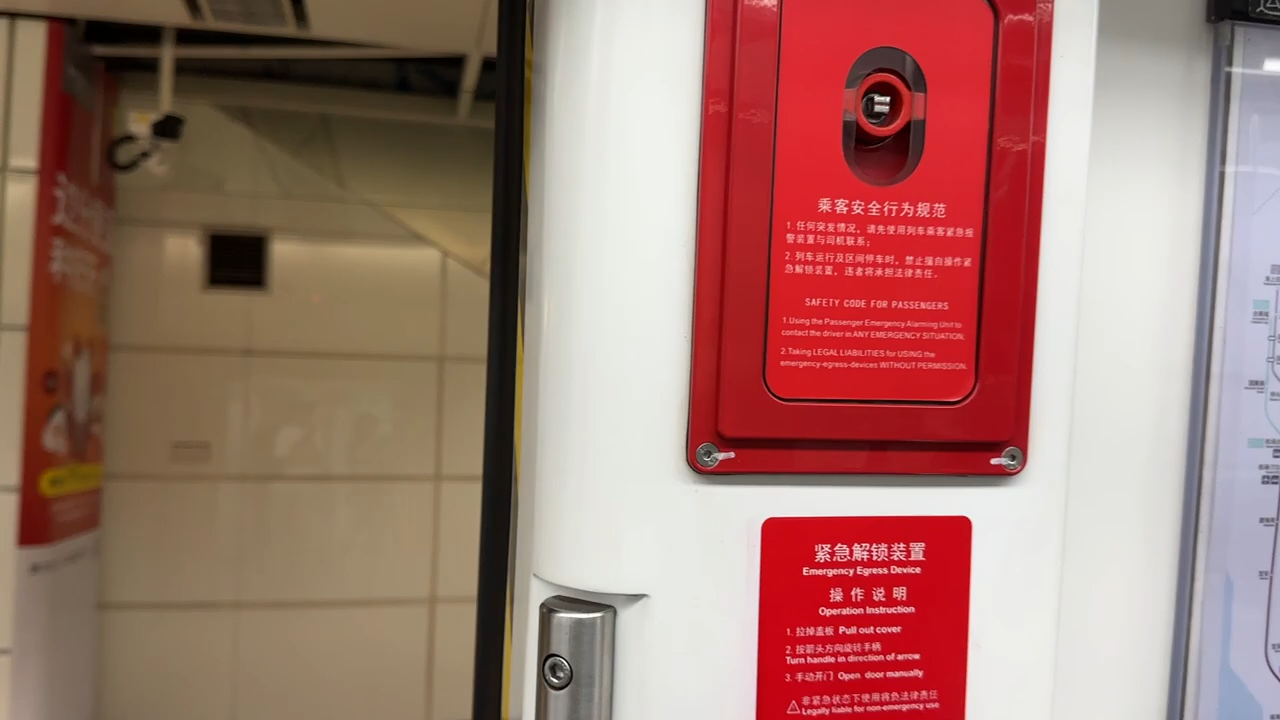 乘客安全行为规范
1.任何突发情况，请先使用列车乘客紧急报
警装置与司机联系；
2.列车运行及区间停车时，禁止擅自操作紧
急解锁装置，违者将承担法律责任。
SAFETY CODE FOR PASSENGERS
1.Using the Passenger Emergency Alarming Unit to
contact the driver in ANY EMERGENCY SITUATION;
2.Taking LEGAL LIABILITIES for USING the
emergency-egress-devices WITHOUT PERMISSION.
紧急解锁装置
Emergency Egress Device
操作说明
Operation Instruction
1. 拉掉盖板 Pull out cover
2. 按箭头方向旋转手柄
Turn handle in direction of arrow
3. 手动开门 Open door manually
非紧急状态下使用将负法律责任
Legally liable for non-emergency use